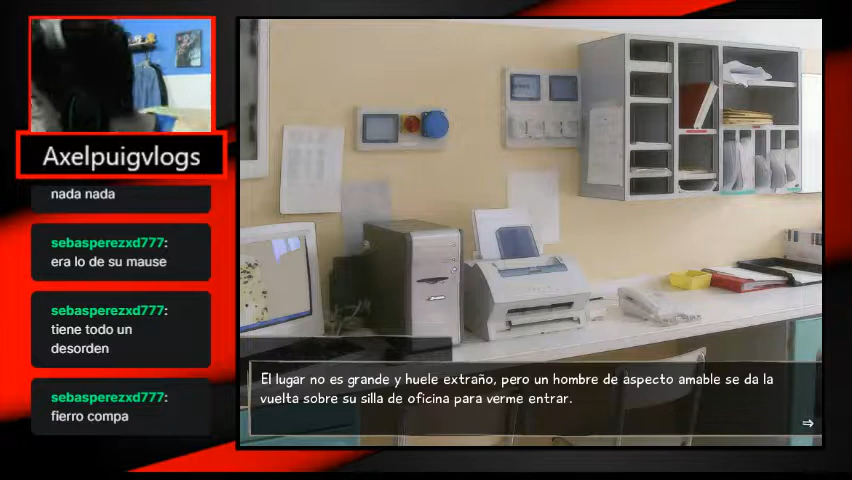 Axelpuigvlogs
nada nada
sebasperezxd777:
era lo de su mause
sebasperezxd777:
tiene todo un
desorden
sebasperezxd777:
fierro compa
El lugar no es grande y huele extraño, pero un hombre de aspecto amable se da la
vuelta sobre su silla de oficina para verme entrar.